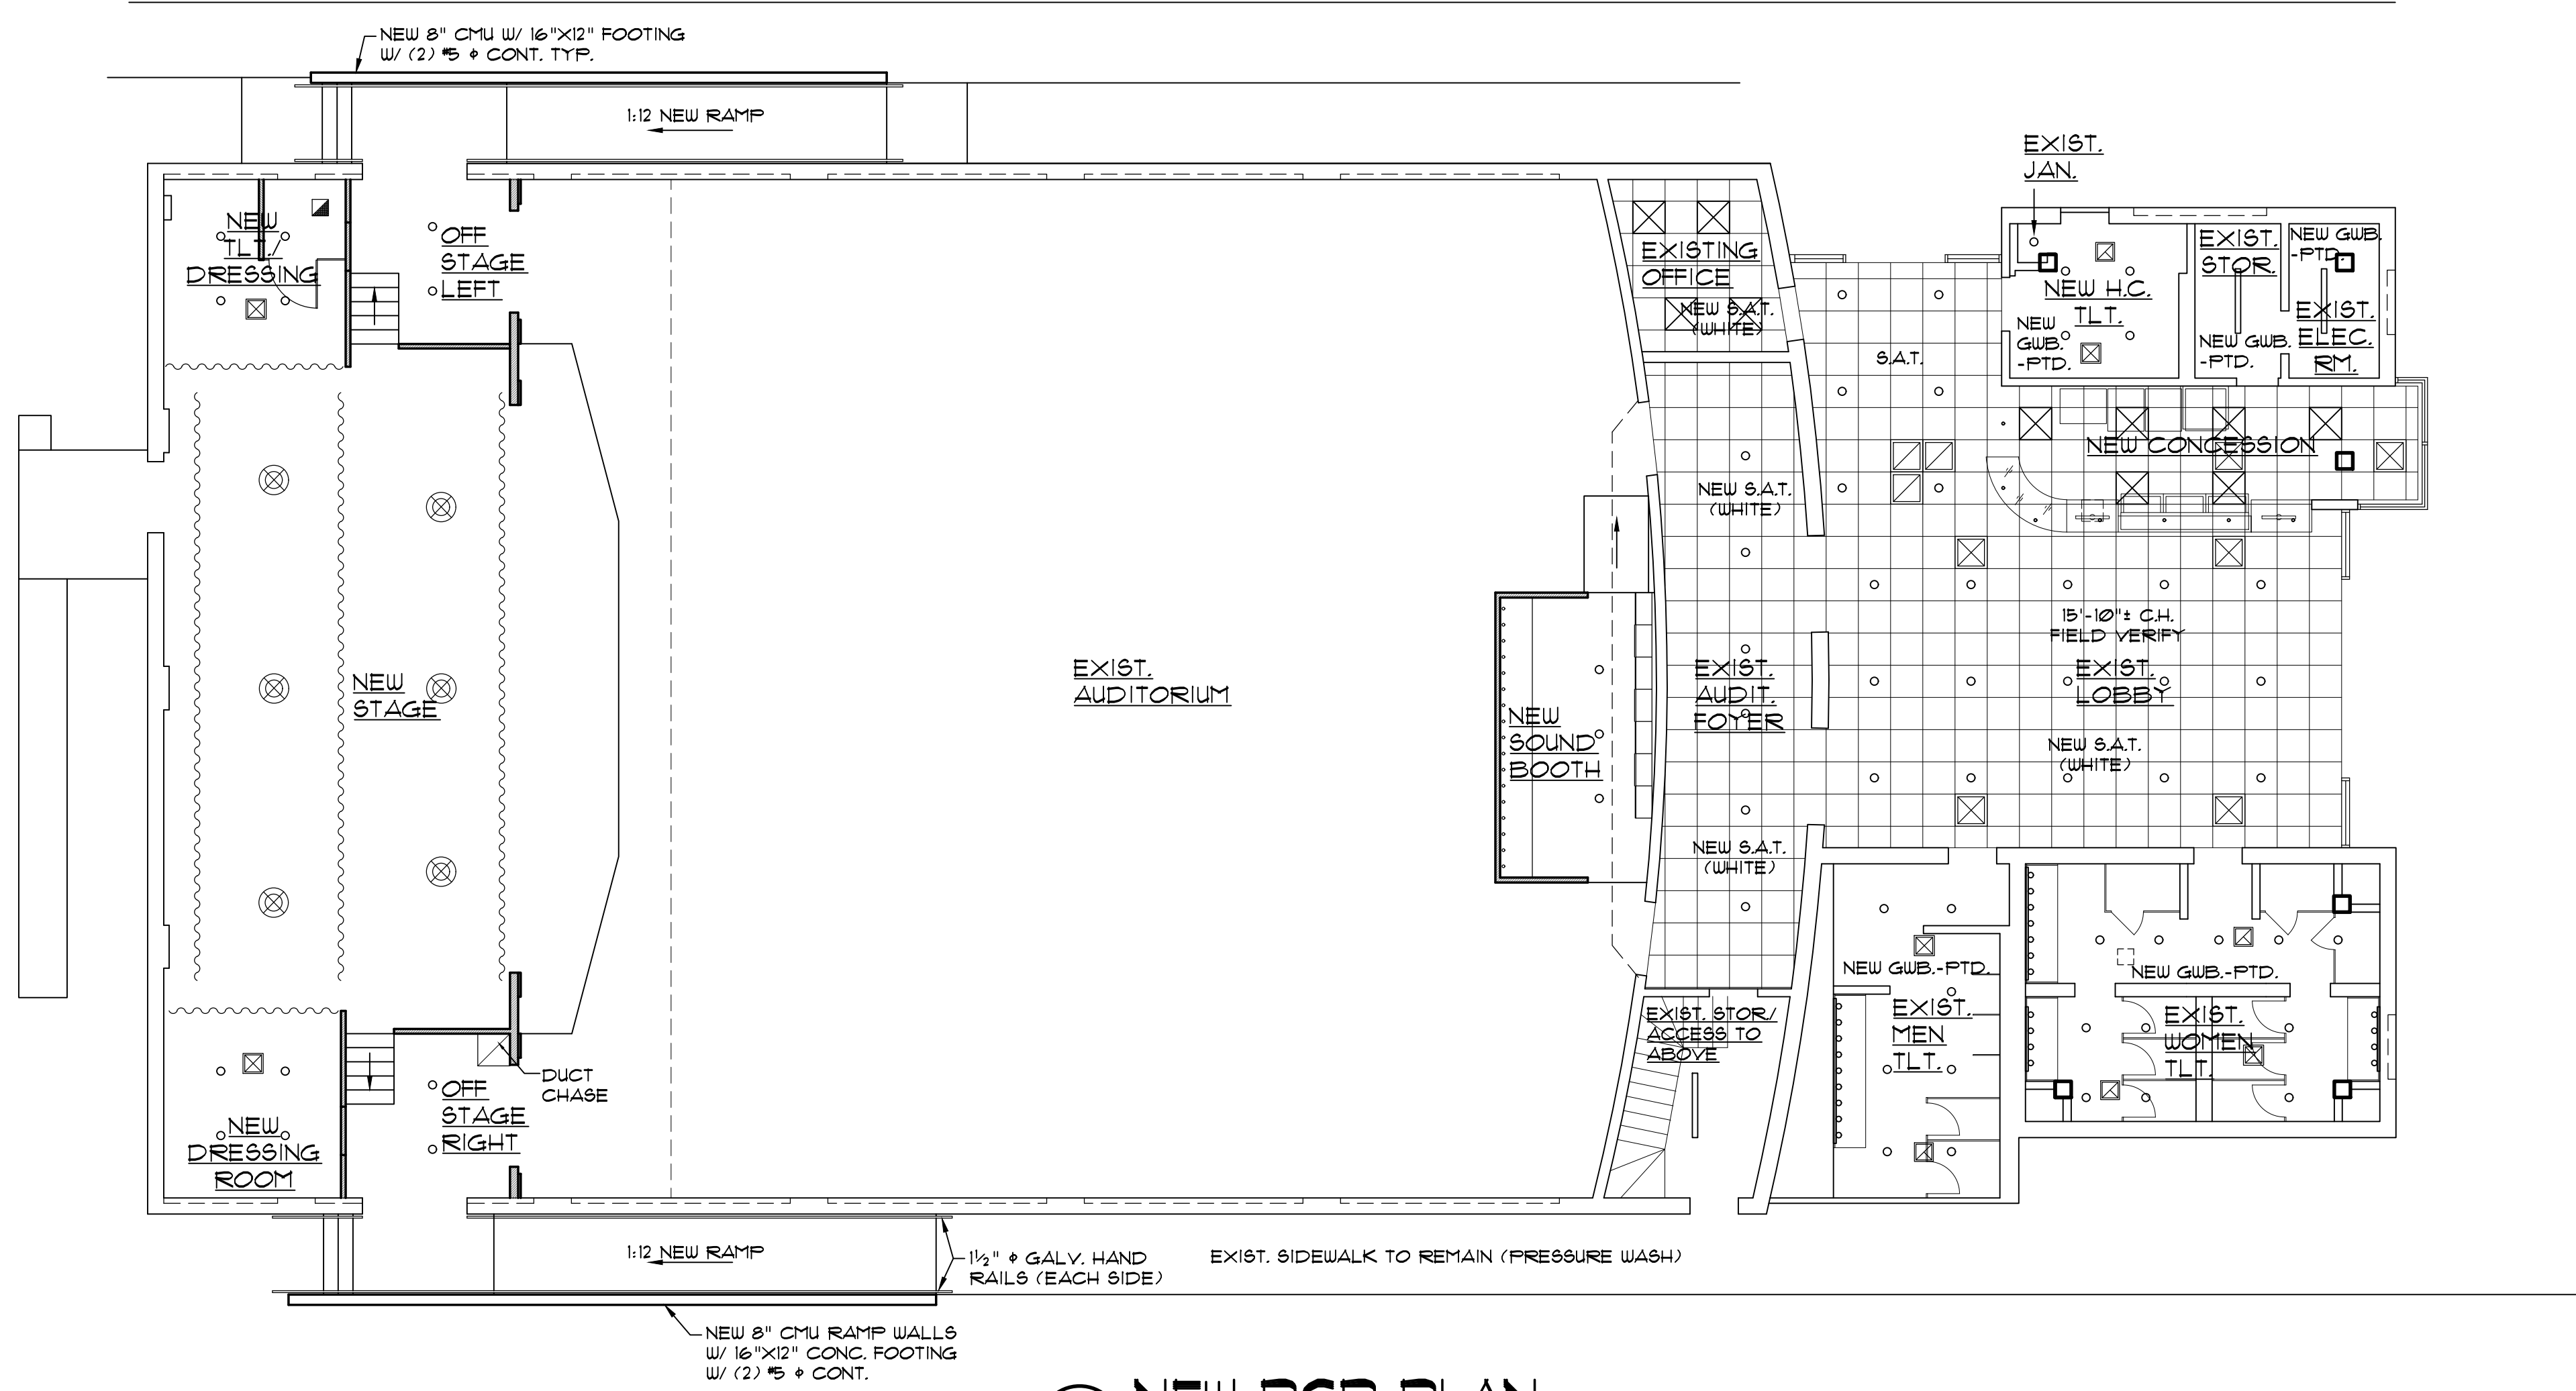 NEW 8" CMU W/ 16"X12" FOOTING
W/ (2) #5 ϕ CONT. TYP.
1:12 NEW RAMP
EXIST.
JAN.
NEW
TLT./
DRESSING
OFF
STAGE
LEFT
EXISTING
OFFICE
NEW S.A.T.
(WHITE)
S.A.T.
NEW H.C.
TLT.
NEW
GWB.
-PTD.
EXIST.
STOR.
NEW GWB.
-PTD.
NEW GWB.
-PTD.
EXIST.
ELEC.
RM.
NEW CONCESSION
NEW S.A.T.
(WHITE)
15'-10"± C.H.
FIELD VERIFY
EXIST.
LOBBY
NEW S.A.T.
(WHITE)
NEW
STAGE
EXIST.
AUDITORIUM
NEW
SOUND
BOOTH
EXIST.
AUDIT.
FOYER
NEW S.A.T.
(WHITE)
NEW GWB.-PTD.
EXIST.
MEN
TLT.
NEW GWB.-PTD.
EXIST.
WOMEN
TLT.
EXIST. STOR./
ACCESS TO
ABOVE
DUCT
CHASE
OFF
STAGE
RIGHT
NEW
DRESSING
ROOM
1:12 NEW RAMP
1½" ϕ GALV. HAND
RAILS (EACH SIDE)
EXIST. SIDEWALK TO REMAIN (PRESSURE WASH)
NEW 8" CMU RAMP WALLS
W/ 16"X12" CONC. FOOTING
W/ (2) #5 ϕ CONT.
NEW RCP PLAN